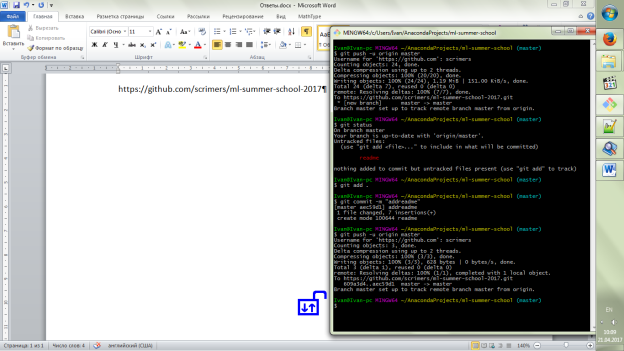 Ответы.docx - Microsoft Word
Файл Главная Вставка Разметка страницы Ссылки Рассылки Рецензирование Вид MathType
Вставить
Вырезать
Копировать
Формат по образцу
Буфер обмена
Calibri (Осно 11
Шрифт
Абзац
https://github.com/scrimers/ml-summer-school-2017¶
Страница: 1 из 1 Число слов: 4 английский (США)
140%
MINGW64:/c/Users/Ivan/AnacondaProjects/ml-summer-school
Ivan@Ivan-pc MINGW64 ~/AnacondaProjects/ml-summer-school (master)
$ git push -u origin master
Username for 'https://github.com': scrimers
Counting objects: 24, done.
Delta compression using up to 2 threads.
Compressing objects: 100% (20/20), done.
Writing objects: 100% (24/24), 1.19 MiB | 151.00 KiB/s, done.
Total 24 (delta 7), reused 0 (delta 0)
remote: Resolving deltas: 100% (7/7), done.
To https://github.com/scrimers/ml-summer-school-2017.git
* [new branch] master -> master
Branch master set up to track remote branch master from origin.
Ivan@Ivan-pc MINGW64 ~/AnacondaProjects/ml-summer-school (master)
$ git status
On branch master
Your branch is up-to-date with 'origin/master'.
Untracked files:
(use "git add <file>..." to include in what will be committed)
readme
nothing added to commit but untracked files present (use "git add" to track)
Ivan@Ivan-pc MINGW64 ~/AnacondaProjects/ml-summer-school (master)
$ git add .
Ivan@Ivan-pc MINGW64 ~/AnacondaProjects/ml-summer-school (master)
$ git commit -m "addreadme"
[master aec59d1] addreadme
1 file changed, 7 insertions(+)
create mode 100644 readme
Ivan@Ivan-pc MINGW64 ~/AnacondaProjects/ml-summer-school (master)
$ git push -u origin master
Username for 'https://github.com': scrimers
Counting objects: 3, done.
Delta compression using up to 2 threads.
Compressing objects: 100% (3/3), done.
Writing objects: 100% (3/3), 628 bytes | 0 bytes/s, done.
Total 3 (delta 1), reused 0 (delta 0)
remote: Resolving deltas: 100% (1/1), completed with 1 local object.
To https://github.com/scrimers/ml-summer-school-2017.git
609a3d4..aec59d1 master -> master
Branch master set up to track remote branch master from origin.
Ivan@Ivan-pc MINGW64 ~/AnacondaProjects/ml-summer-school (master)
$
EN
10:09
21.04.2017